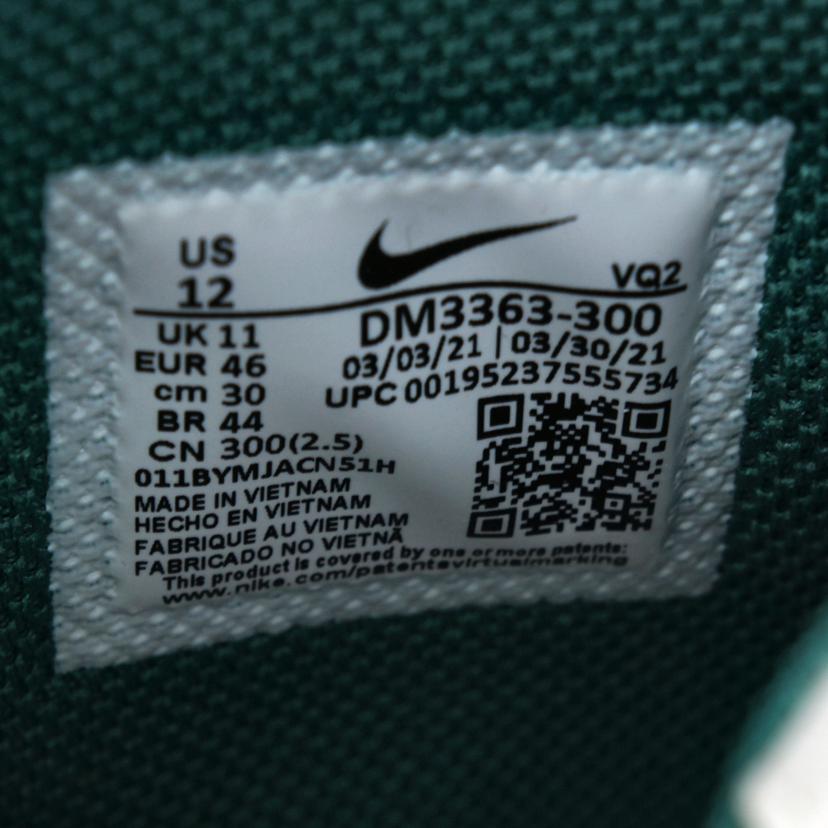 US
12
VQ2
UK 11
EUR 46
cm 30
BR 44
CN 300(2.5)
DM3363-300
03/03/21 | 03/30/21
UPC 00195237555734
011BYMJACN51H
MADE IN VIETNAM
HECHO EN VIETNAM
FABRIQUE AU VIETNAM
FABRICADO NO VIETNÃ
This product is covered by one or more patents:
www.nike.com/patentsvirtualmarking